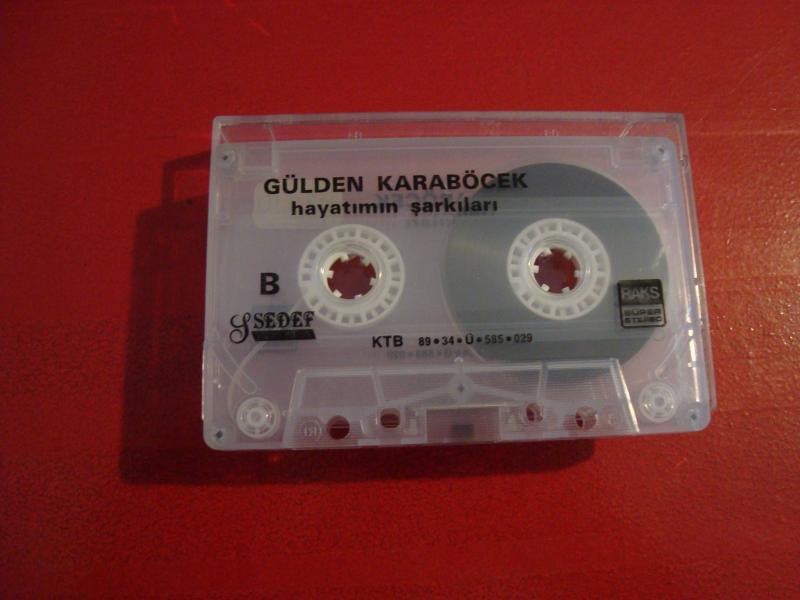 GÜLDEN KARABÖCEK
hayatımın şarkıları
B
SEDEF
RAKS
SÜPER
STEREO
KTB 89•34•Ü•585•029